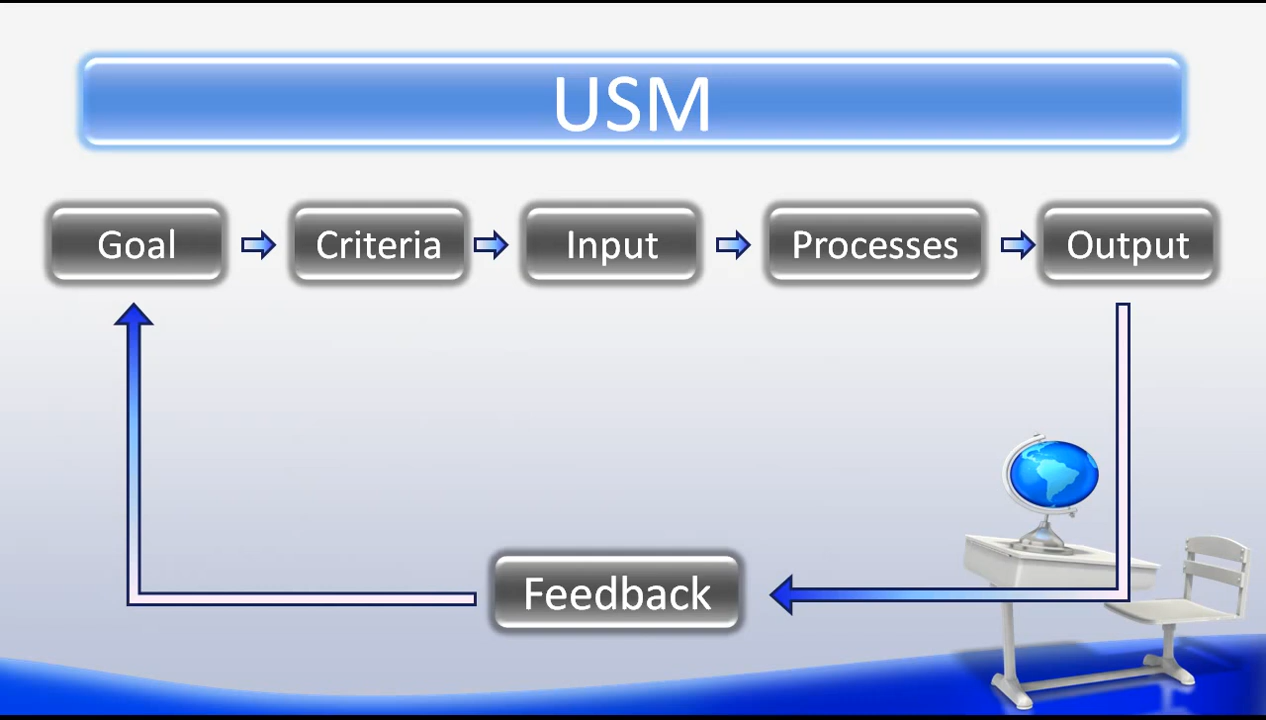 USM
Goal
Criteria
Input
Processes
Output
Feedback